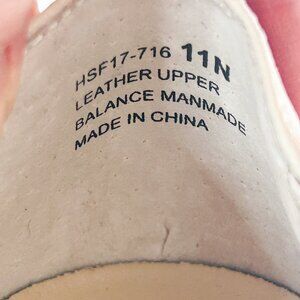 HSF17-716 11N
LEATHER UPPER
BALANCE MANMADE
MADE IN CHINA